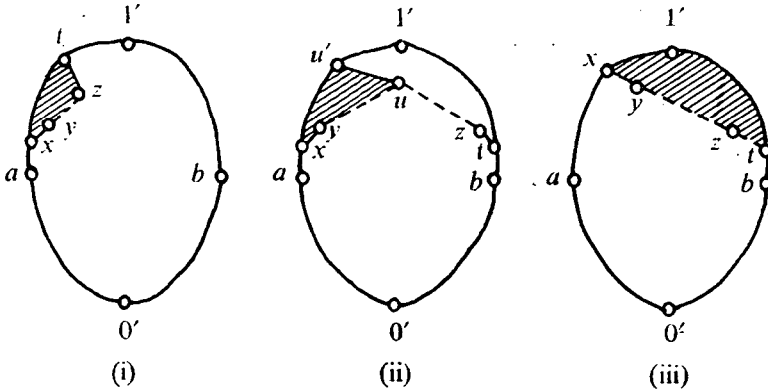 1′ 1′ 1′
t u′ x
z u y
y y z
x x z t t
a b a b a b
0′ 0′ 0′
(i) (ii) (iii)